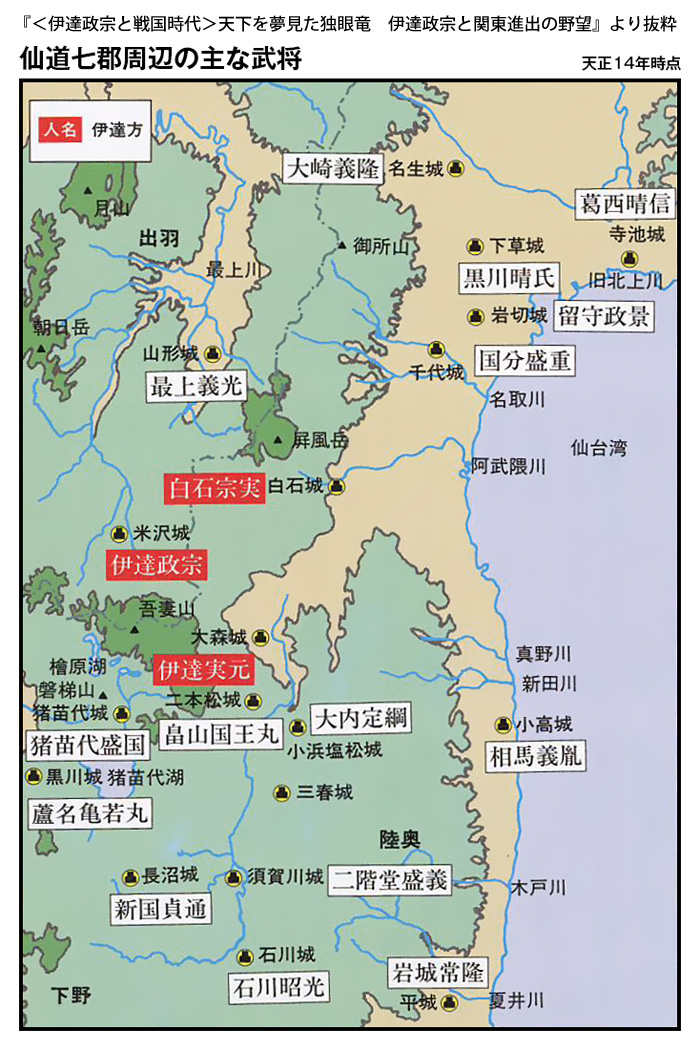 『＜伊達政宗と戦国時代＞天下を夢見た独眼竜　伊達政宗と関東進出の野望』より抜粋
仙道七郡周辺の主な武将
天正14年時点
人名 伊達方
大崎義隆 名生城
月山
葛西晴信
寺池城
出羽
御所山
下草城
最上川
黒川晴氏
旧北上川
朝日岳
岩切城 留守政景
山形城
国分盛重
千代城
最上義光
名取川
屏風岳
仙台湾
阿武隈川
白石宗実 白石城
米沢城
伊達政宗
吾妻山
大森城
真野川
檜原湖
伊達実元
新田川
磐梯山
二本松城
猪苗代城
大内定綱
小高城
畠山国王丸
猪苗代盛国
小浜塩松城
相馬義胤
黒川城 猪苗代湖
三春城
蘆名亀若丸
陸奥
長沼城
須賀川城 二階堂盛義
木戸川
新国貞通
石川城
岩城常隆
石川昭光
下野
平城
夏井川